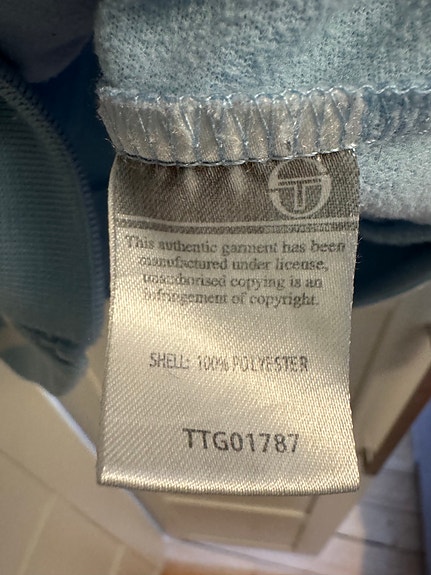 This authentic garment has been
manufactured under license,
unauthorised copying is an
infringement of copyright.
SHELL: 100% POLYESTER
TTG01787